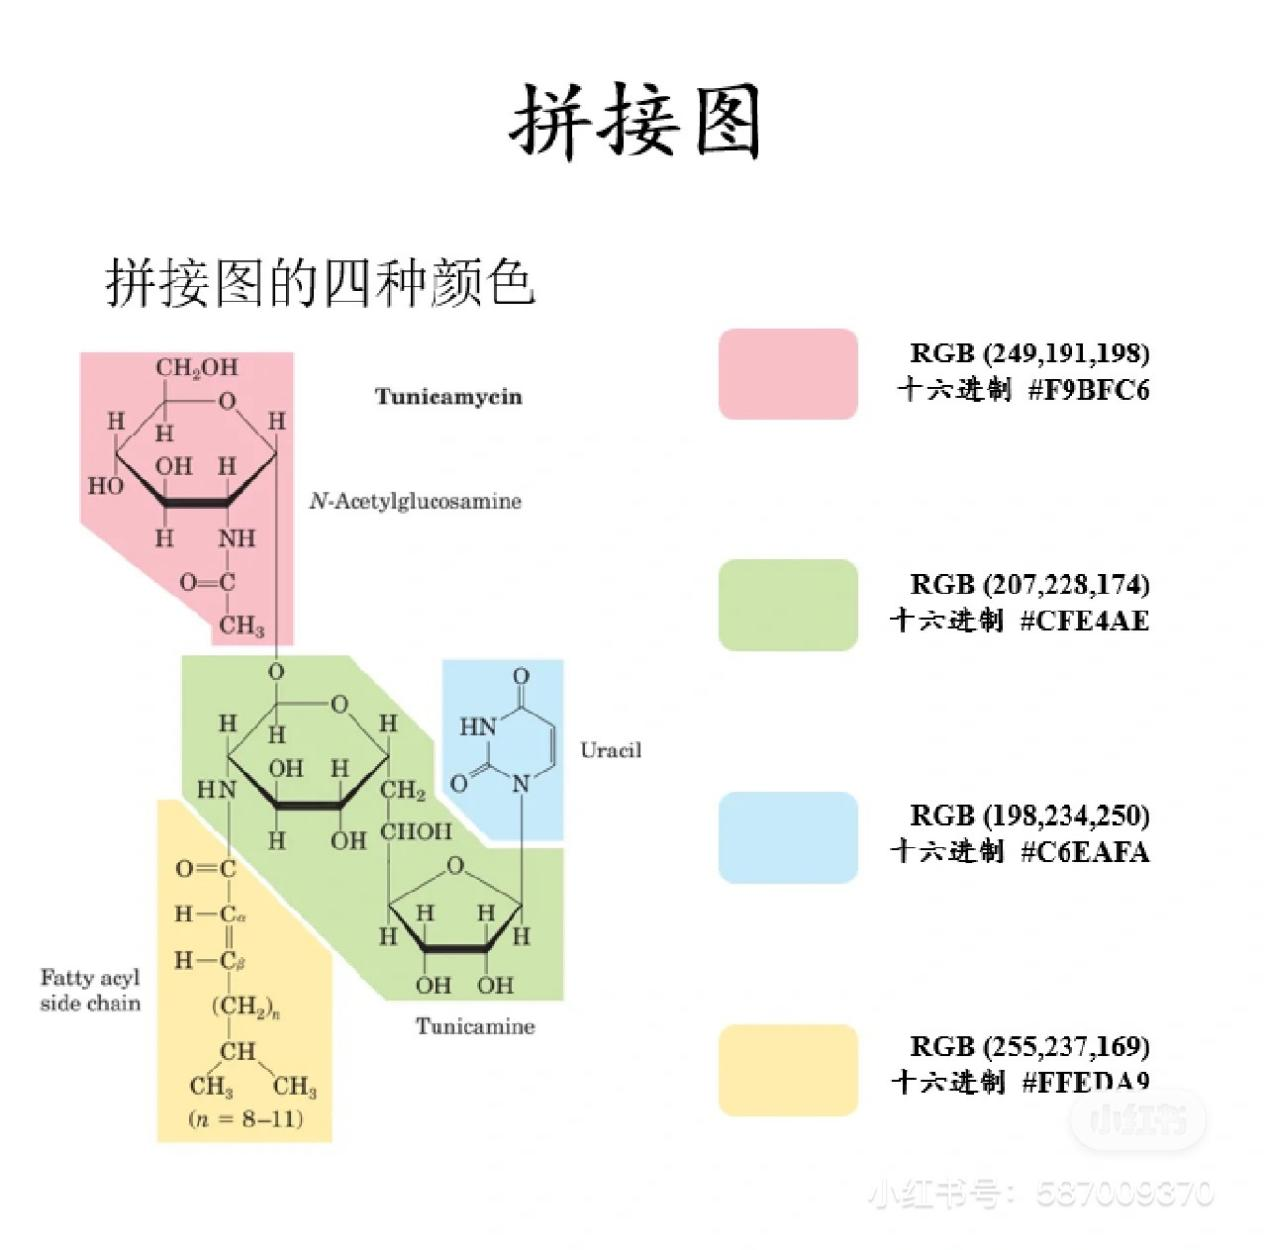 拼接图
拼接图的四种颜色
CH₂OH
O
H
H
H
OH
H
HO
H
NH
O=C
CH₃
Tunicamycin
N-Acetylglucosamine
O
O
H
H
H
OH
H
HN
CH₂
H
OH
CHOH
O
HN
O
N
Uracil
O
H
H
H
H
OH
OH
Tunicamine
O=C
H—Cα
H—Cβ
(CH₂)ₙ
CH
CH₃
CH₃
(n = 8–11)
Fatty acyl
side chain
RGB (249,191,198)
十六进制 #F9BFC6
RGB (207,228,174)
十六进制 #CFE4AE
RGB (198,234,250)
十六进制 #C6EAFA
RGB (255,237,169)
十六进制 #FFEDA9
小红书
小红书号：587009370